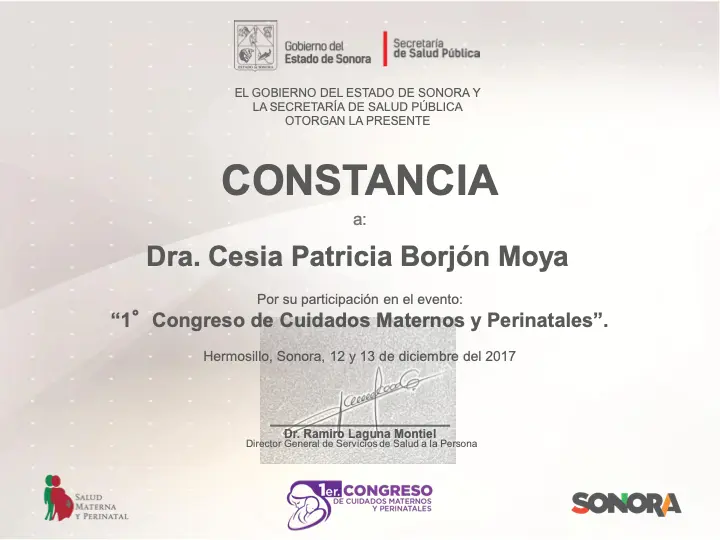 Gobierno del
Estado de Sonora
Secretaría
de Salud Pública
EL GOBIERNO DEL ESTADO DE SONORA Y
LA SECRETARÍA DE SALUD PÚBLICA
OTORGAN LA PRESENTE
CONSTANCIA
a:
Dra. Cesia Patricia Borjón Moya
Por su participación en el evento:
“1° Congreso de Cuidados Maternos y Perinatales”.
Hermosillo, Sonora, 12 y 13 de diciembre del 2017
Dr. Ramiro Laguna Montiel
Director General de Servicios de Salud a la Persona
SALUD
MATERNA
Y PERINATAL
1er. CONGRESO
DE CUIDADOS MATERNOS
Y PERINATALES
SONORA